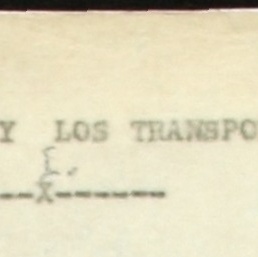 Y LOS TRANSPO
--X------